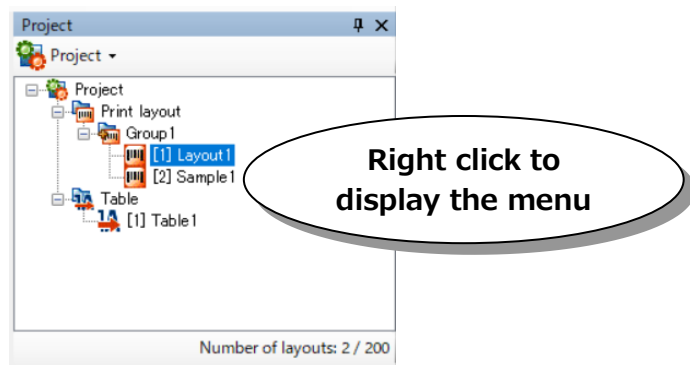 Project
Project
Project
Print layout
Group1
[1] Layout1
[2] Sample1
Table
[1] Table1
Number of layouts: 2 / 200
Right click to
display the menu